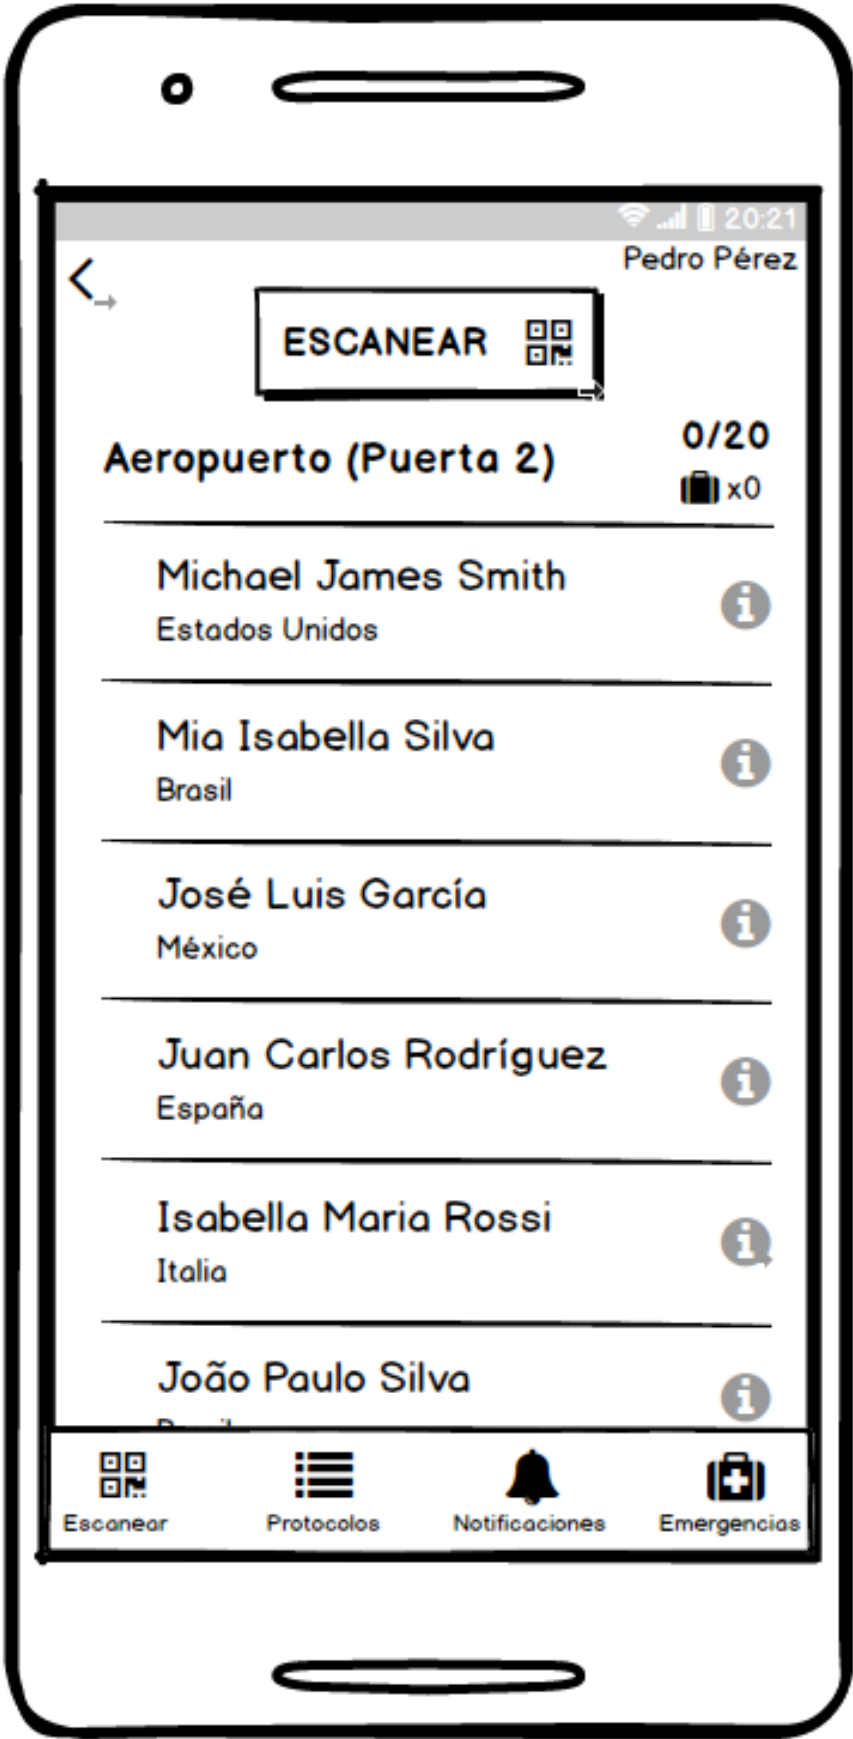 20:21
Pedro Pérez
ESCANEAR
Aeropuerto (Puerta 2)
0/20
x0
Michael James Smith
Estados Unidos
Mia Isabella Silva
Brasil
José Luis García
México
Juan Carlos Rodríguez
España
Isabella Maria Rossi
Italia
João Paulo Silva
Escanear
Protocolos
Notificaciones
Emergencias